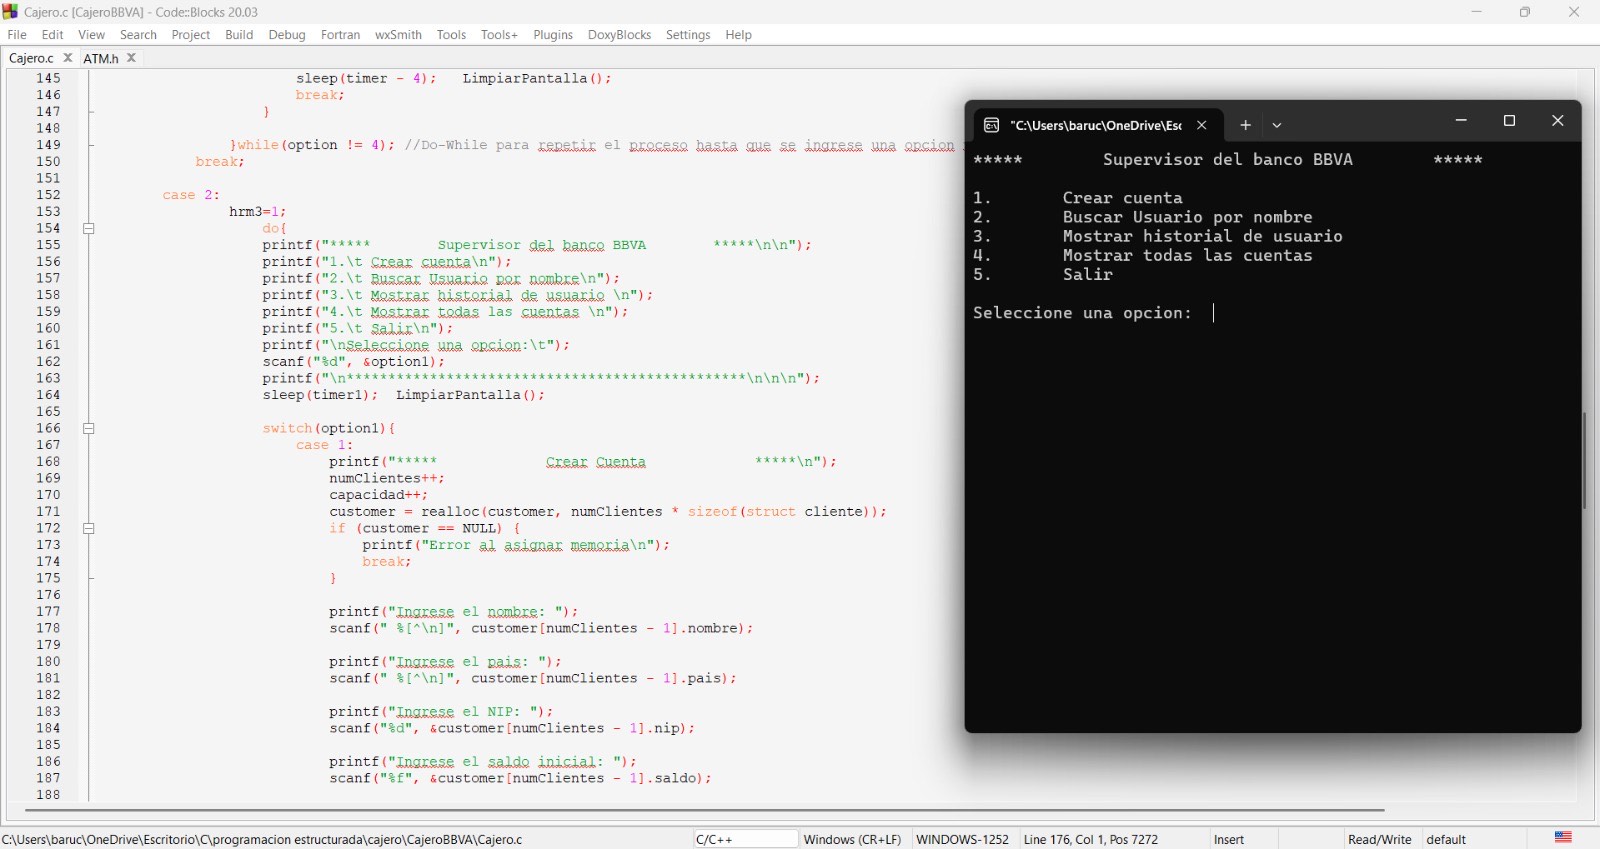 Cajero.c [CajeroBBVA] - Code::Blocks 20.03
File Edit View Search Project Build Debug Fortran wxSmith Tools Tools+ Plugins DoxyBlocks Settings Help
Cajero.c ATM.h
145 sleep(timer - 4); LimpiarPantalla();
146 break;
147 }
148
149 }while(option != 4); //Do-While para repetir el proceso hasta que se ingrese una opcion
150 break;
151
152 case 2:
153 hrm3=1;
154 do{
155 printf("***** Supervisor del banco BBVA *****\n\n");
156 printf("1.\t Crear cuenta\n");
157 printf("2.\t Buscar Usuario por nombre\n");
158 printf("3.\t Mostrar historial de usuario \n");
159 printf("4.\t Mostrar todas las cuentas \n");
160 printf("5.\t Salir\n");
161 printf("\nSeleccione una opcion:\t");
162 scanf("%d", &option1);
163 printf("\n************************************************\n\n\n");
164 sleep(timer1); LimpiarPantalla();
165
166 switch(option1){
167 case 1:
168 printf("***** Crear Cuenta *****\n");
169 numClientes++;
170 capacidad++;
171 customer = realloc(customer, numClientes * sizeof(struct cliente));
172 if (customer == NULL) {
173 printf("Error al asignar memoria\n");
174 break;
175 }
176
177 printf("Ingrese el nombre: ");
178 scanf(" %[^\n]", customer[numClientes - 1].nombre);
179
180 printf("Ingrese el pais: ");
181 scanf(" %[^\n]", customer[numClientes - 1].pais);
182
183 printf("Ingrese el NIP: ");
184 scanf("%d", &customer[numClientes - 1].nip);
185
186 printf("Ingrese el saldo inicial: ");
187 scanf("%f", &customer[numClientes - 1].saldo);
188
"C:\Users\baruc\OneDrive\Esc
***** Supervisor del banco BBVA *****
1. Crear cuenta
2. Buscar Usuario por nombre
3. Mostrar historial de usuario
4. Mostrar todas las cuentas
5. Salir
Seleccione una opcion:
C:\Users\baruc\OneDrive\Escritorio\C\programacion estructurada\cajero\CajeroBBVA\Cajero.c C/C++ Windows (CR+LF) WINDOWS-1252 Line 176, Col 1, Pos 7272 Insert Read/Write default